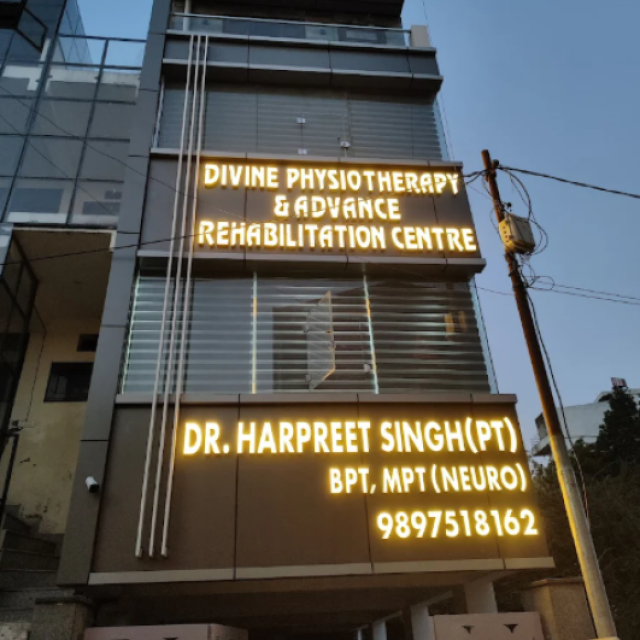 DIVINE PHYSIOTHERAPY
& ADVANCE
REHABILITATION CENTRE
DR. HARPREET SINGH(PT)
BPT, MPT(NEURO)
9897518162